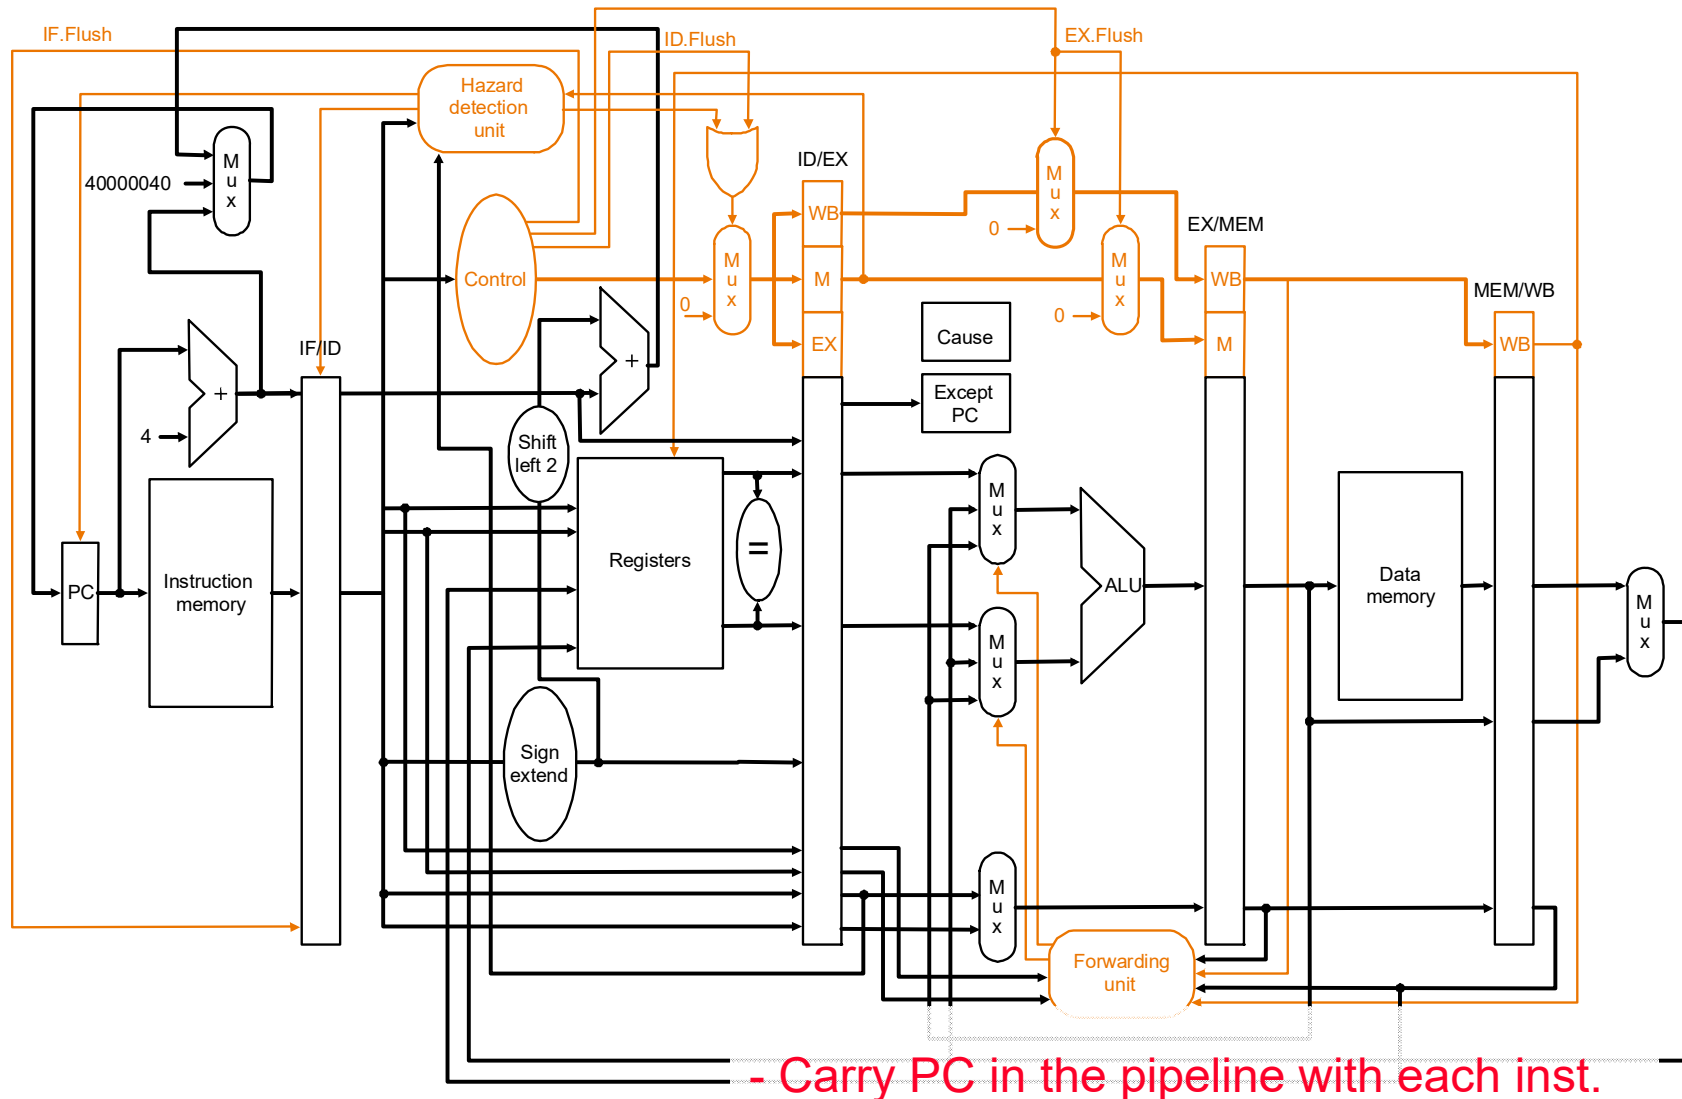 IF.Flush
ID.Flush
EX.Flush
Hazard
detection
unit
M
u
x
40000040
ID/EX
WB
M
u
x
0
EX/MEM
Control
M
u
x
0
M
M
u
x
0
WB
MEM/WB
IF/ID
EX
Cause
M
WB
+
+
4
Except
PC
Shift
left 2
M
u
x
=
Registers
PC
Instruction
memory
ALU
Data
memory
M
u
x
M
u
x
Sign
extend
M
u
x
Forwarding
unit
- Carry PC in the pipeline with each inst.